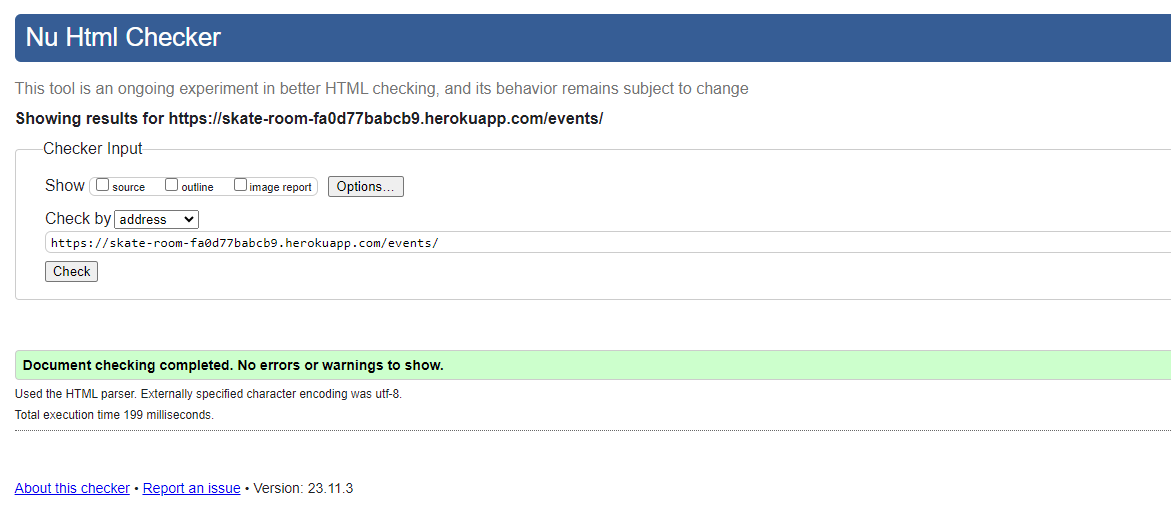 Nu Html Checker
This tool is an ongoing experiment in better HTML checking, and its behavior remains subject to change
Showing results for https://skate-room-fa0d77babcb9.herokuapp.com/events/
Checker Input
Show source outline image report Options...
Check by address
https://skate-room-fa0d77babcb9.herokuapp.com/events/
Check
Document checking completed. No errors or warnings to show.
Used the HTML parser. Externally specified character encoding was utf-8.
Total execution time 199 milliseconds.
About this checker • Report an issue • Version: 23.11.3